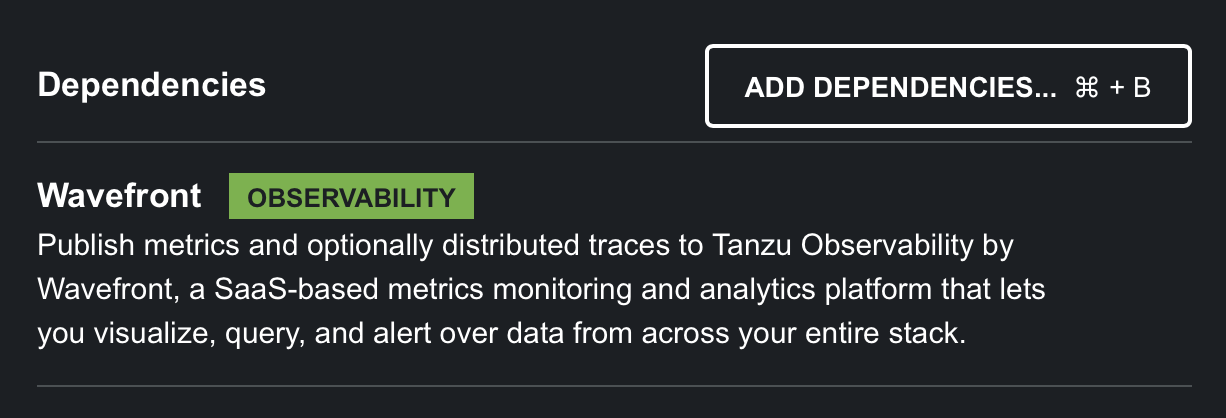 Dependencies
ADD DEPENDENCIES... ⌘ + B
Wavefront OBSERVABILITY
Publish metrics and optionally distributed traces to Tanzu Observability by
Wavefront, a SaaS-based metrics monitoring and analytics platform that lets
you visualize, query, and alert over data from across your entire stack.